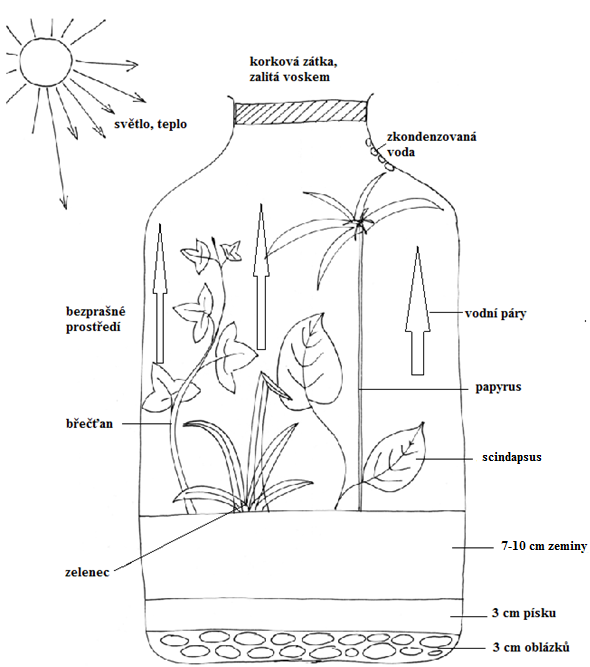 korková zátka,
zalitá voskem
světlo, teplo
zkondenzovaná
voda
bezprašné
prostředí
vodní páry
papyrus
břečťan
scindapsus
7-10 cm zeminy
zelenec
3 cm písku
3 cm oblázků